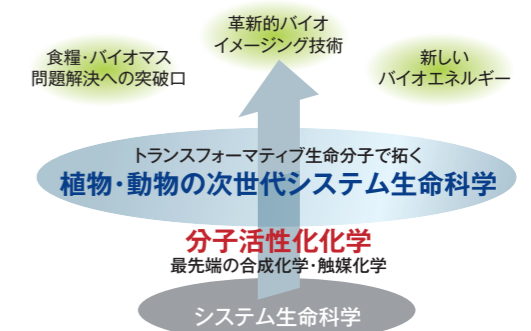 革新的バイオ
イメージング技術
食糧・バイオマス
問題解決への突破口
新しい
バイオエネルギー
トランスフォーマティブ生命分子で拓く
植物・動物の次世代システム生命科学
分子活性化化学
最先端の合成化学・触媒化学
システム生命科学